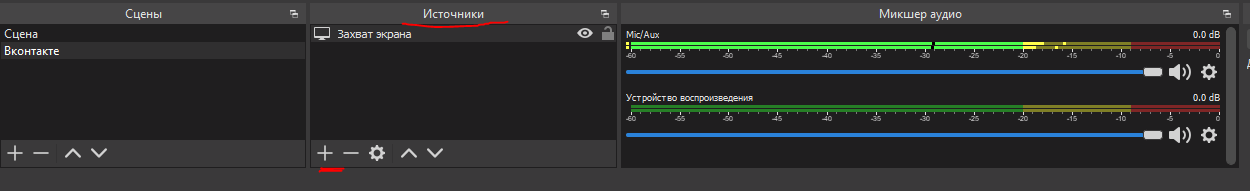 Сцены
Сцена
Вконтакте
Источники
Захват экрана
Микшер аудио
Mic/Aux 0.0 dB
-60 -55 -50 -45 -40 -35 -30 -25 -20 -15 -10 -5 0
Устройство воспроизведения 0.0 dB
-60 -55 -50 -45 -40 -35 -30 -25 -20 -15 -10 -5 0